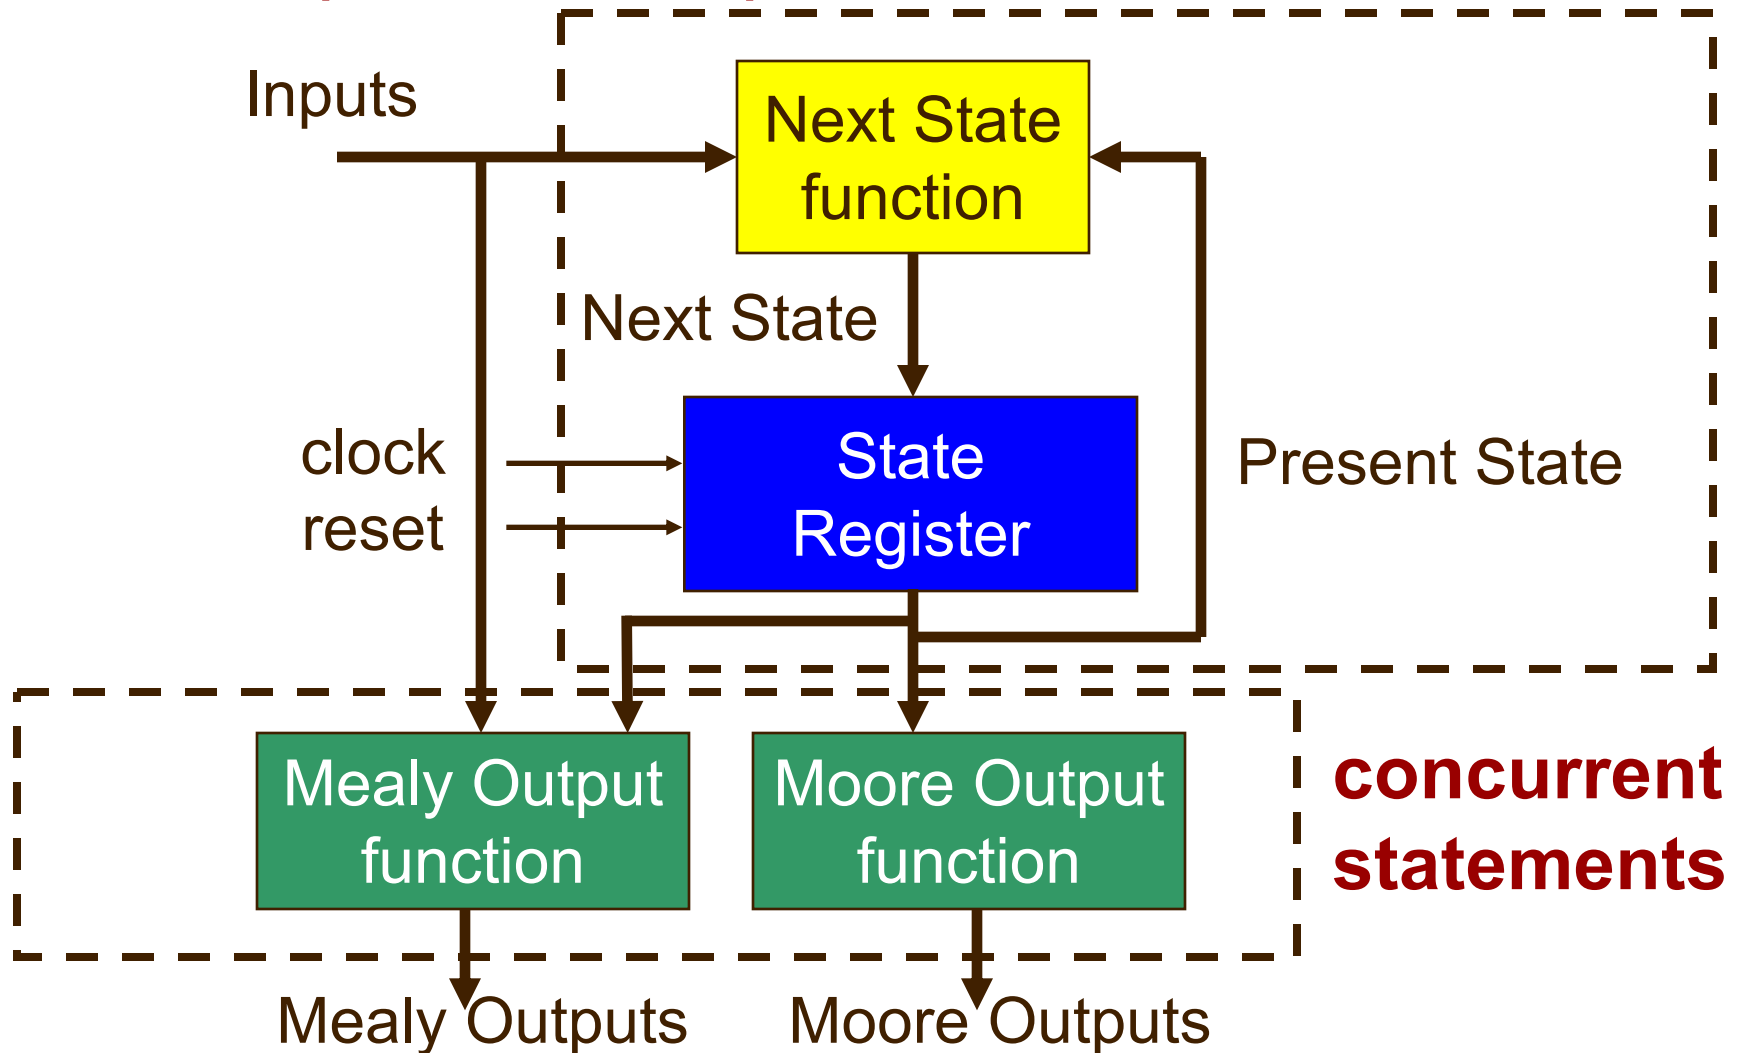 Inputs
Next State
function
Next State
clock
reset
State
Register
Present State
Mealy Output
function
Moore Output
function
concurrent
statements
Mealy Outputs
Moore Outputs